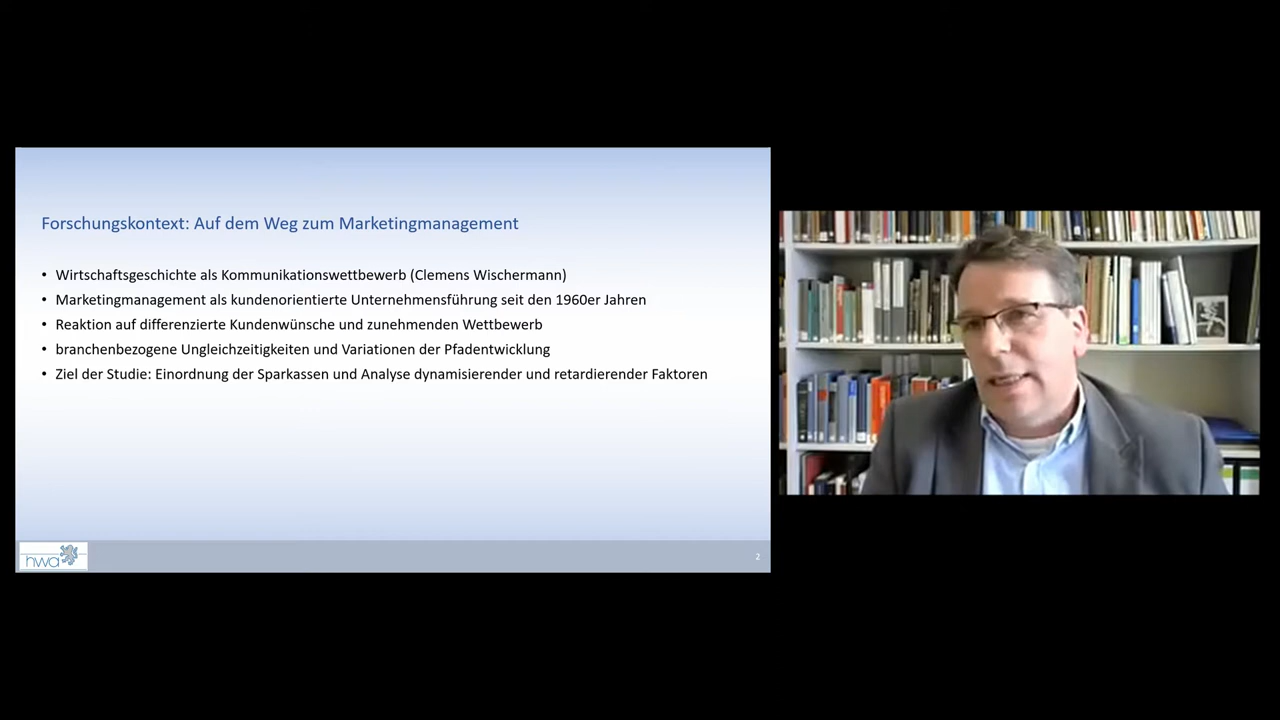 Forschungskontext: Auf dem Weg zum Marketingmanagement
• Wirtschaftsgeschichte als Kommunikationswettbewerb (Clemens Wischermann)
• Marketingmanagement als kundenorientierte Unternehmensführung seit den 1960er Jahren
• Reaktion auf differenzierte Kundenwünsche und zunehmenden Wettbewerb
• branchenbezogene Ungleichzeitigkeiten und Variationen der Pfadentwicklung
• Ziel der Studie: Einordnung der Sparkassen und Analyse dynamisierender und retardierender Faktoren
hwa
2